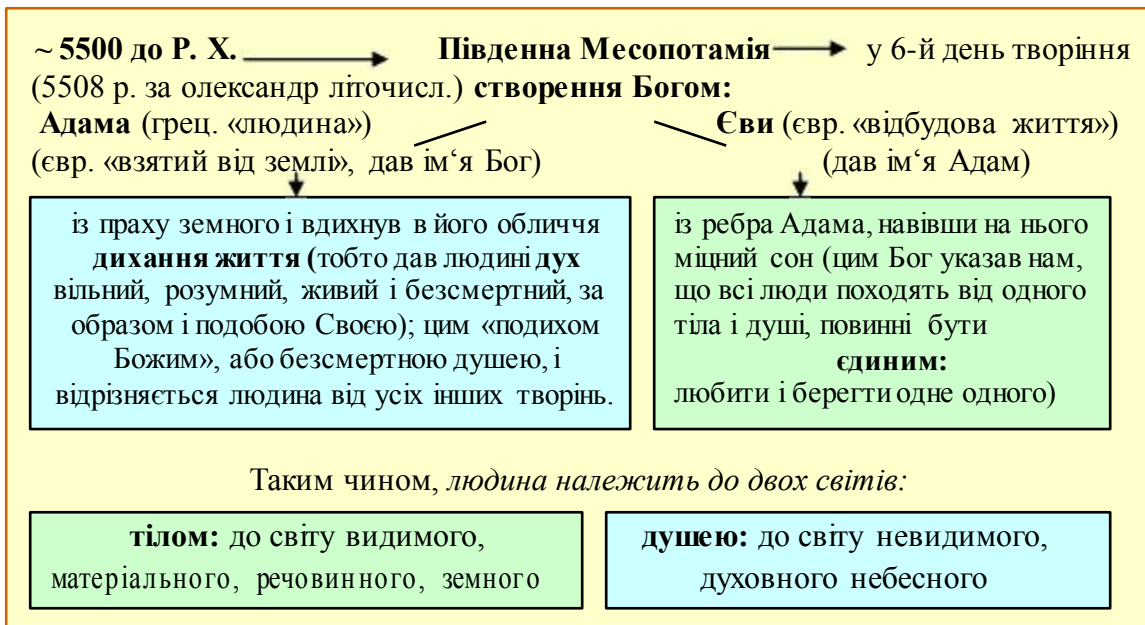 ~ 5500 до Р. Х. Південна Месопотамія у 6-й день творіння
(5508 р. за олександр літочисл.) створення Богом:
Адама (грец. «людина») Єви (євр. «відбудова життя»)
(євр. «взятий від землі», дав ім‘я Бог) (дав ім‘я Адам)
із праху земного і вдихнув в його обличчя
дихання життя (тобто дав людині дух
вільний, розумний, живий і безсмертний, за
образом і подобою Своєю); цим «подихом
Божим», або безсмертною душею, і
відрізняється людина від усіх інших творінь.
із ребра Адама, навівши на нього
міцний сон (цим Бог указав нам,
що всі люди походять від одного
тіла і душі, повинні бути
єдиним:
любити і берегти одне одного)
Таким чином, людина належить до двох світів:
тілом: до світу видимого,
матеріального, речовинного, земного
душею: до світу невидимого,
духовного небесного